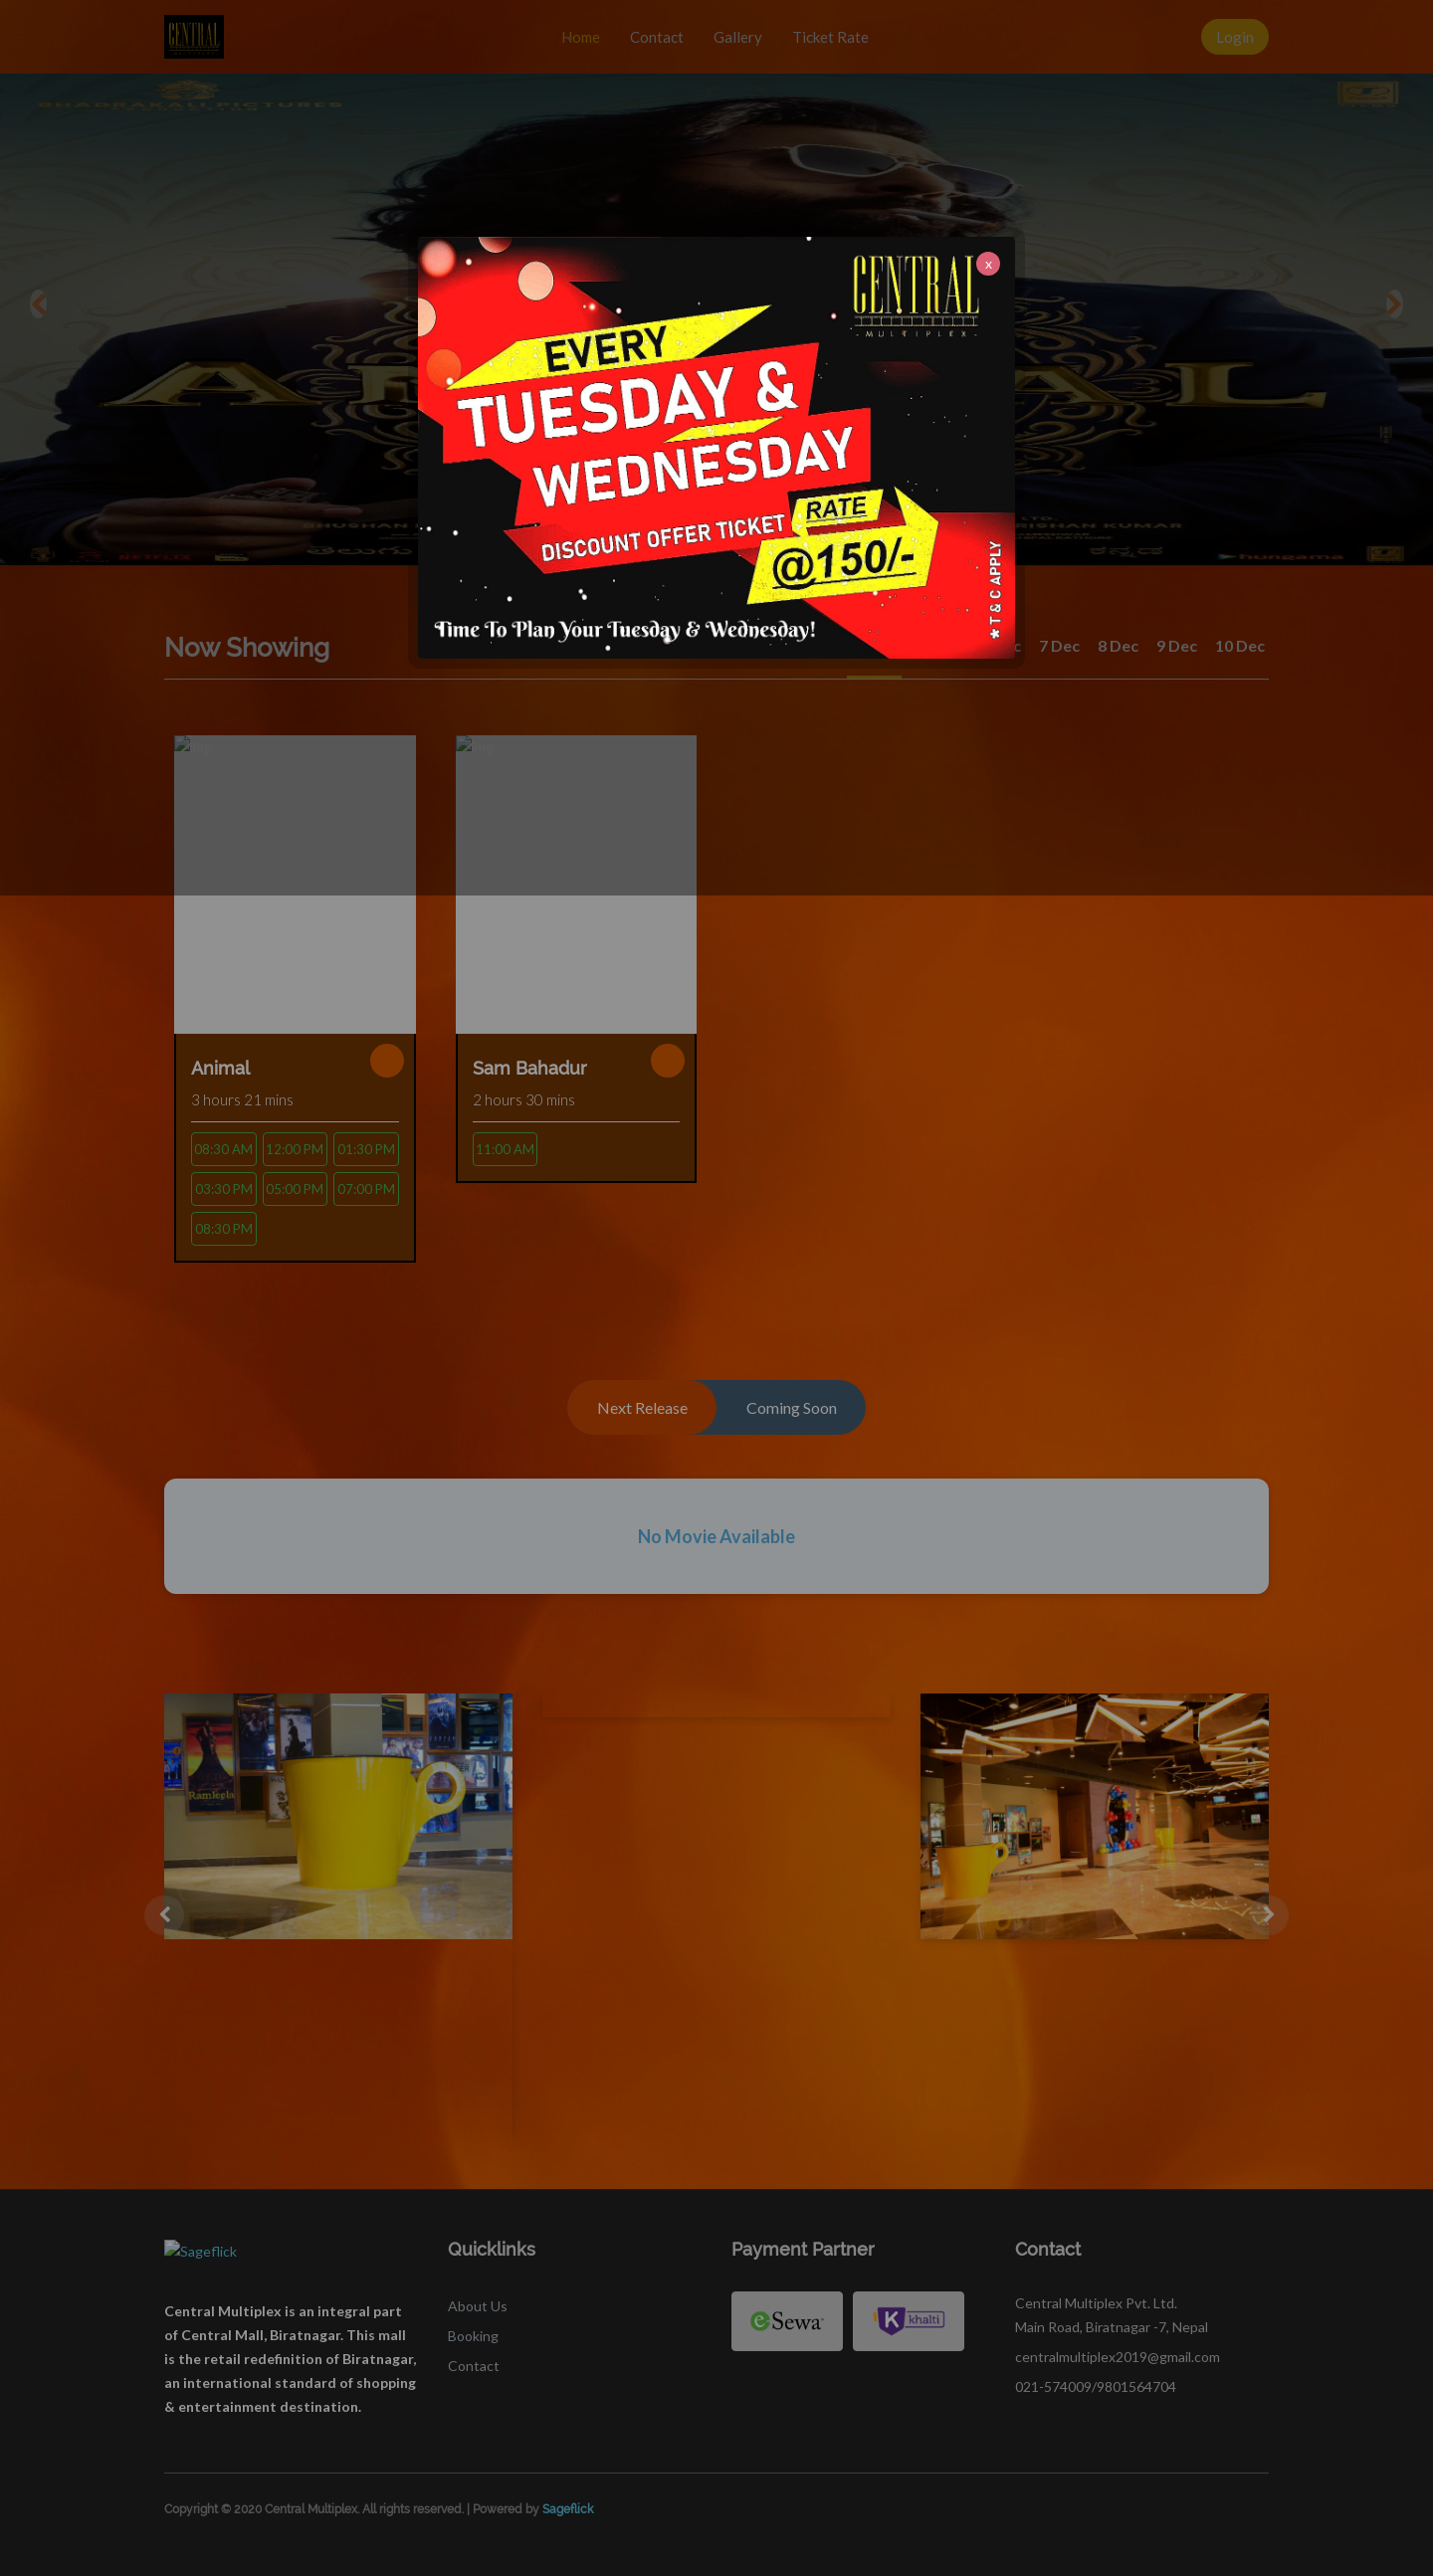 CENTRAL
MULTIPLEX
Home Contact Gallery Ticket Rate Login
BHADRAKALI PICTURES
CENTRAL
- MULTIPLEX -
x
EVERY
TUESDAY &
WEDNESDAY
DISCOUNT OFFER TICKET
RATE
@150/-
* T & C APPLY
Time To Plan Your Tuesday & Wednesday!
NETFLIX
hungama
Now Showing
7 Dec 8 Dec 9 Dec 10 Dec
Animal
3 hours 21 mins
08:30 AM 12:00 PM 01:30 PM
03:30 PM 05:00 PM 07:00 PM
08:30 PM
Sam Bahadur
2 hours 30 mins
11:00 AM
Next Release Coming Soon
No Movie Available
Ramleela
Sageflick
Central Multiplex is an integral part
of Central Mall, Biratnagar. This mall
is the retail redefinition of Biratnagar,
an international standard of shopping
& entertainment destination.
Quicklinks
About Us
Booking
Contact
Payment Partner
eSewa
khalti
Contact
Central Multiplex Pvt. Ltd.
Main Road, Biratnagar -7, Nepal
centralmultiplex2019@gmail.com
021-574009/9801564704
Copyright © 2020 Central Multiplex. All rights reserved. | Powered by Sageflick